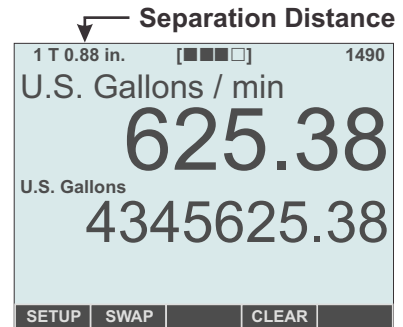 Separation Distance
1 T 0.88 in. [■■■□] 1490
U.S. Gallons / min
625.38
U.S. Gallons
4345625.38
SETUP SWAP CLEAR